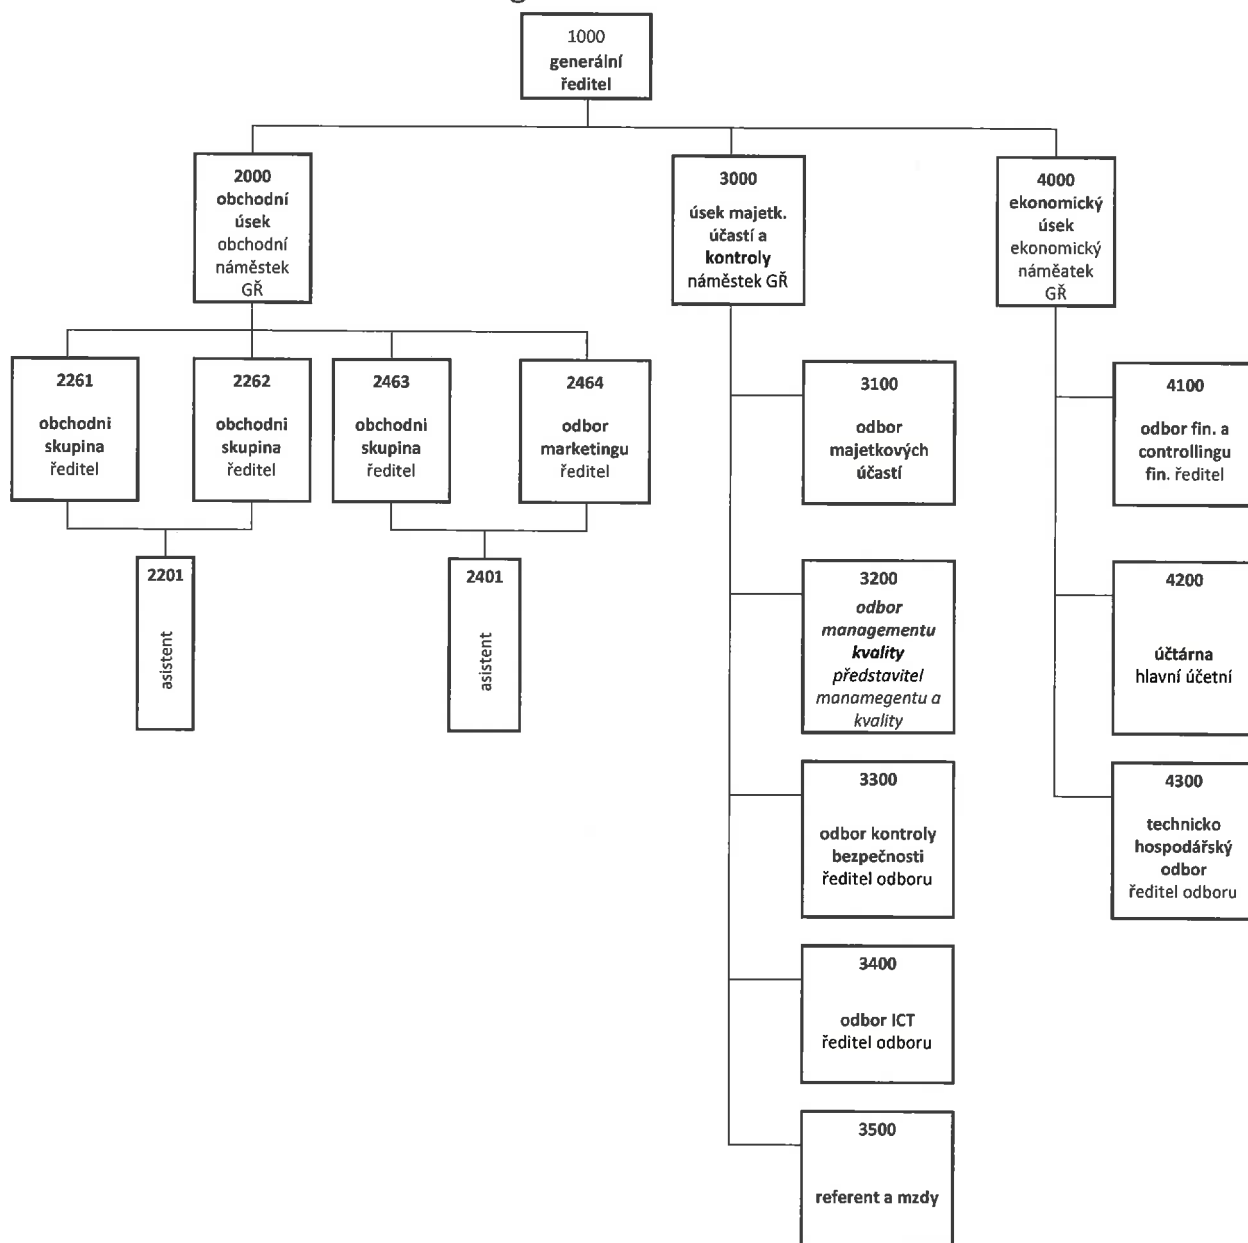 1000
generální
ředitel
2000
obchodní
úsek
obchodní
náměstek
GŘ
3000
úsek majetk.
účastí a
kontroly
náměstek GŘ
4000
ekonomický
úsek
ekonomický
náměatek
GŘ
2261
obchodni
skupina
ředitel
2262
obchodni
skupina
ředitel
2463
obchodni
skupina
ředitel
2464
odbor
marketingu
ředitel
3100
odbor
majetkových
účastí
4100
odbor fin. a
controllingu
fin. ředitel
2201
asistent
2401
asistent
3200
odbor
managementu
kvality
představitel
manamegentu a
kvality
4200
účtárna
hlavní účetní
3300
odbor kontroly
bezpečnosti
ředitel odboru
4300
technicko
hospodářský
odbor
ředitel odboru
3400
odbor ICT
ředitel odboru
3500
referent a mzdy